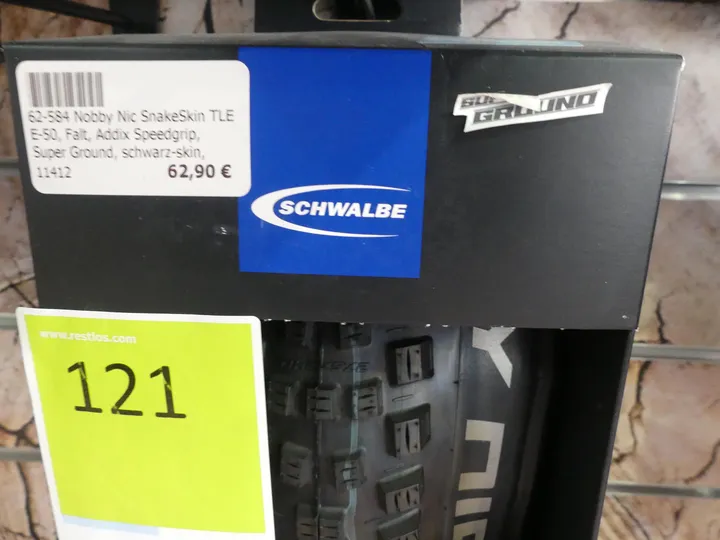 62-584 Nobby Nic SnakeSkin TLE
E-50, Falt, Addix Speedgrip,
Super Ground, schwarz-skin,
11412 62,90 €
GROUND
SCHWALBE
www.restlos.com
121
NIC